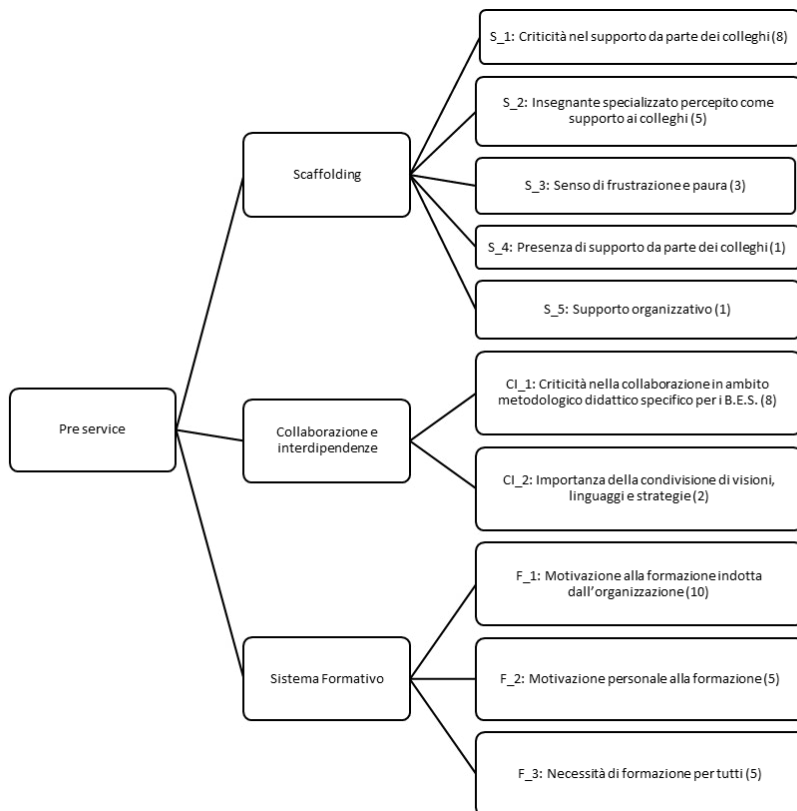 S_1: Criticità nel supporto da parte dei colleghi (8)
S_2: Insegnante specializzato percepito come
supporto ai colleghi (5)
Scaffolding
S_3: Senso di frustrazione e paura (3)
S_4: Presenza di supporto da parte dei colleghi (1)
S_5: Supporto organizzativo (1)
Pre service
Collaborazione e
interdipendenze
CI_1: Criticità nella collaborazione in ambito
metodologico didattico specifico per i B.E.S. (8)
CI_2: Importanza della condivisione di visioni,
linguaggi e strategie (2)
Sistema Formativo
F_1: Motivazione alla formazione indotta
dall'organizzazione (10)
F_2: Motivazione personale alla formazione (5)
F_3: Necessità di formazione per tutti (5)